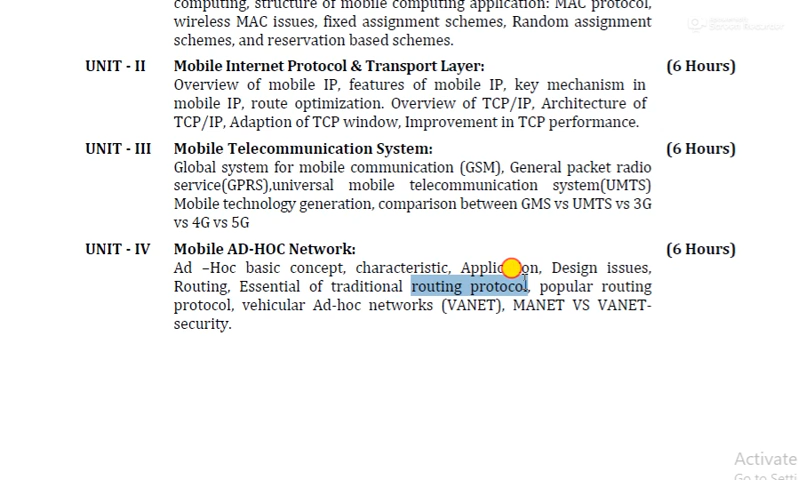 computing, structure of mobile computing application: MAC protocol,
wireless MAC issues, fixed assignment schemes, Random assignment
schemes, and reservation based schemes.
UNIT - II Mobile Internet Protocol & Transport Layer: (6 Hours)
Overview of mobile IP, features of mobile IP, key mechanism in
mobile IP, route optimization. Overview of TCP/IP, Architecture of
TCP/IP, Adaption of TCP window, Improvement in TCP performance.
UNIT - III Mobile Telecommunication System: (6 Hours)
Global system for mobile communication (GSM), General packet radio
service(GPRS),universal mobile telecommunication system(UMTS)
Mobile technology generation, comparison between GMS vs UMTS vs 3G
vs 4G vs 5G
UNIT - IV Mobile AD-HOC Network: (6 Hours)
Ad –Hoc basic concept, characteristic, Application, Design issues,
Routing, Essential of traditional routing protocol, popular routing
protocol, vehicular Ad-hoc networks (VANET), MANET VS VANET-
security.
Activate
Go to Setti